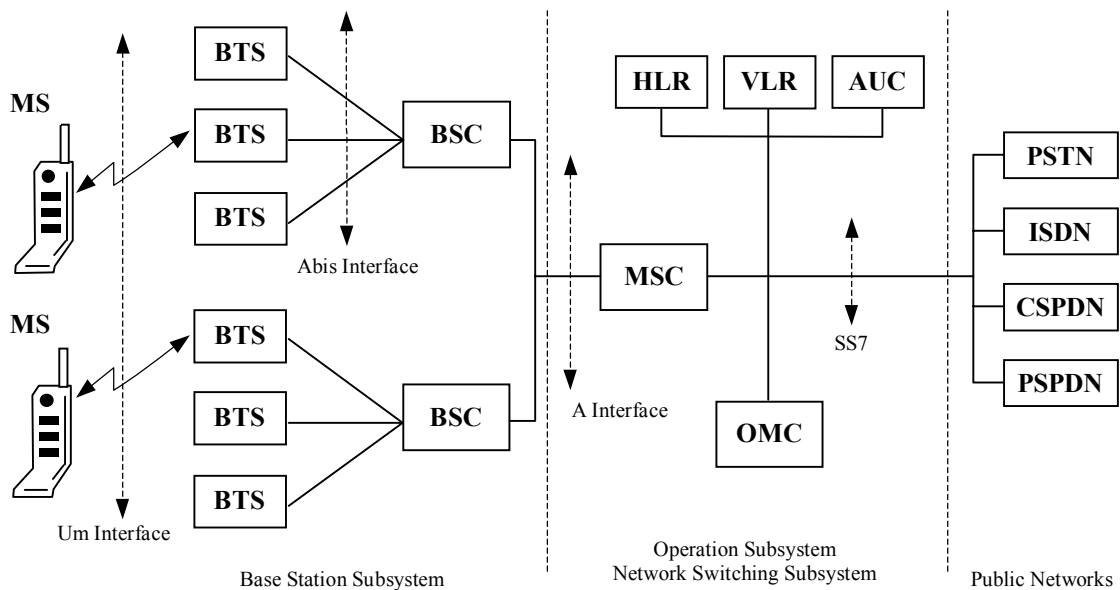 MS
BTS
BTS
BTS
Abis Interface
BSC
HLR
VLR
AUC
PSTN
ISDN
CSPDN
PSPDN
MSC
SS7
A Interface
OMC
MS
BTS
BTS
BTS
BSC
Um Interface
Base Station Subsystem
Operation Subsystem
Network Switching Subsystem
Public Networks